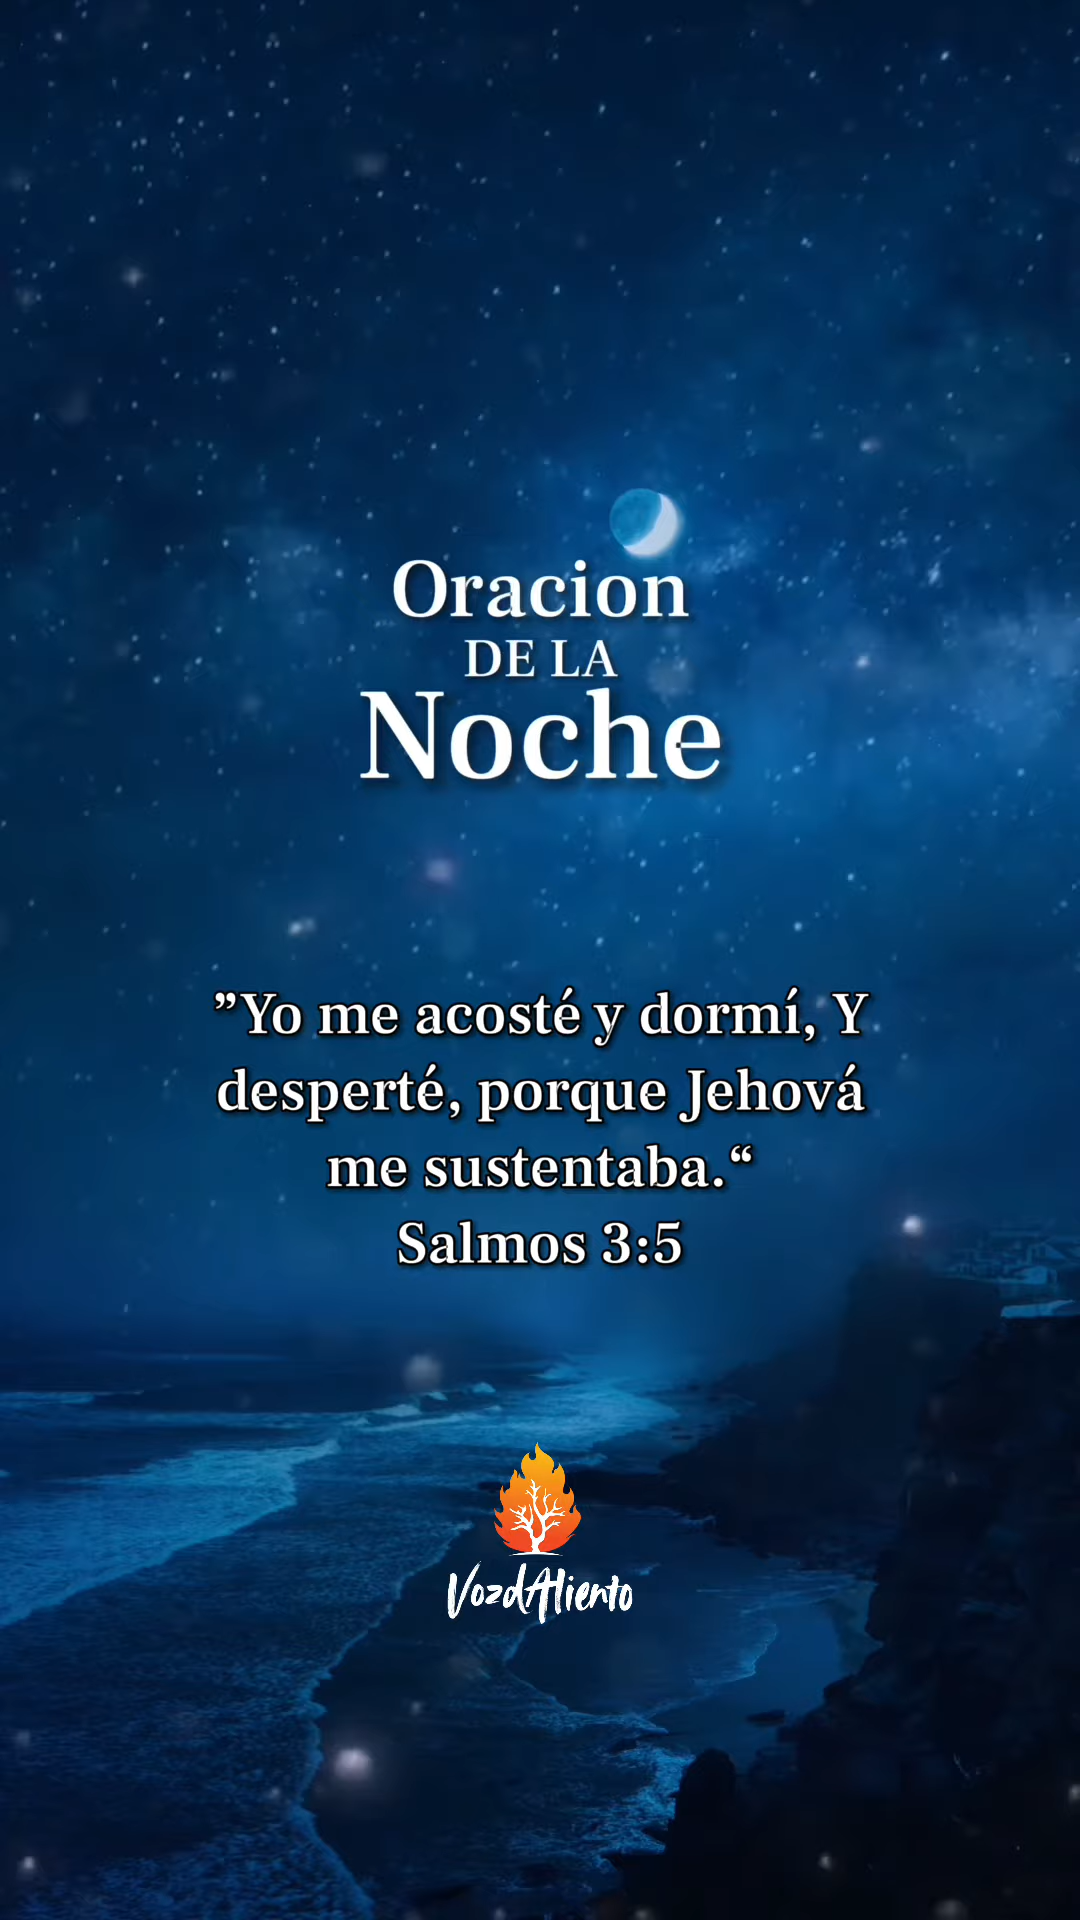 Oracion
DE LA
Noche
”Yo me acosté y dormí, Y
desperté, porque Jehová
me sustentaba.“
Salmos 3:5
VozdAliento